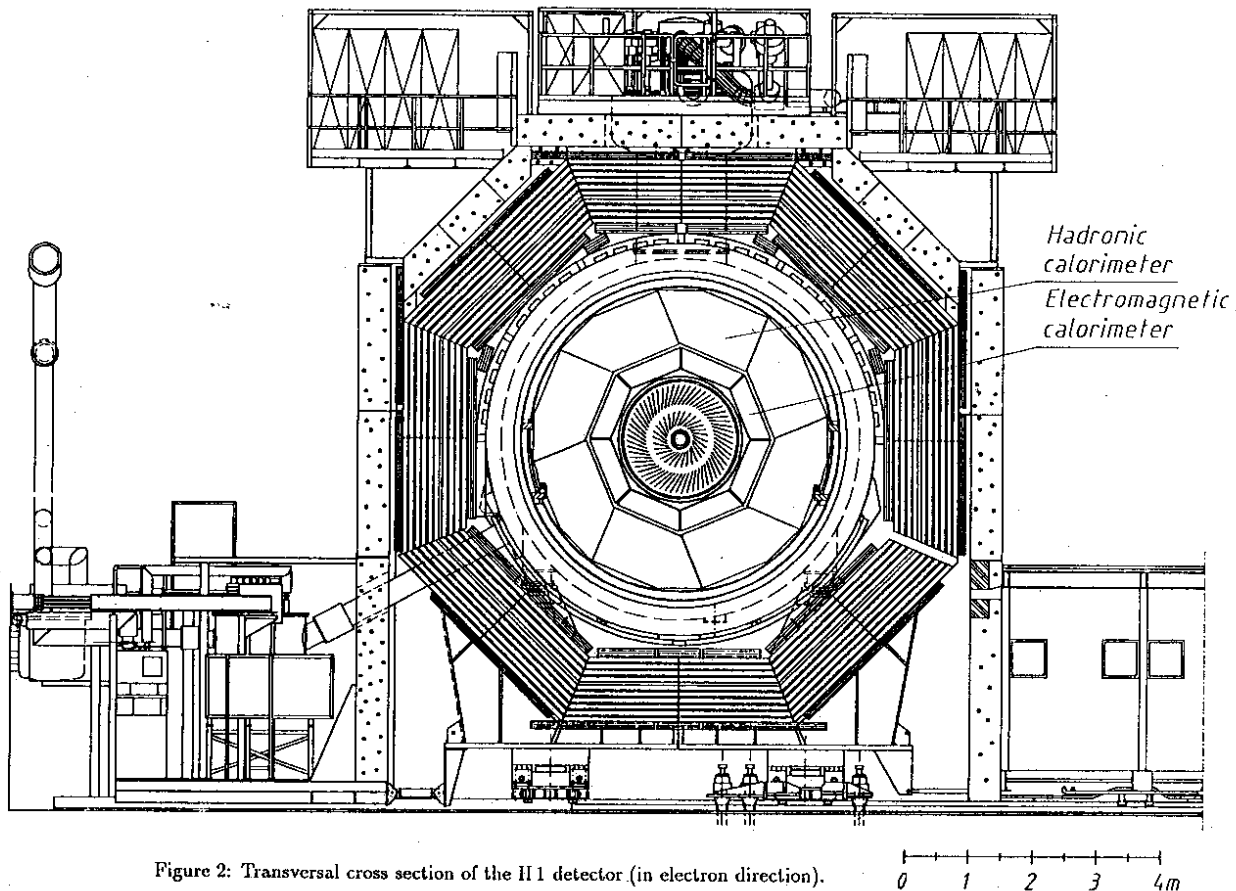 Hadronic
calorimeter
Electromagnetic
calorimeter
Figure 2: Transversal cross section of the H1 detector (in electron direction).
0 1 2 3 4m